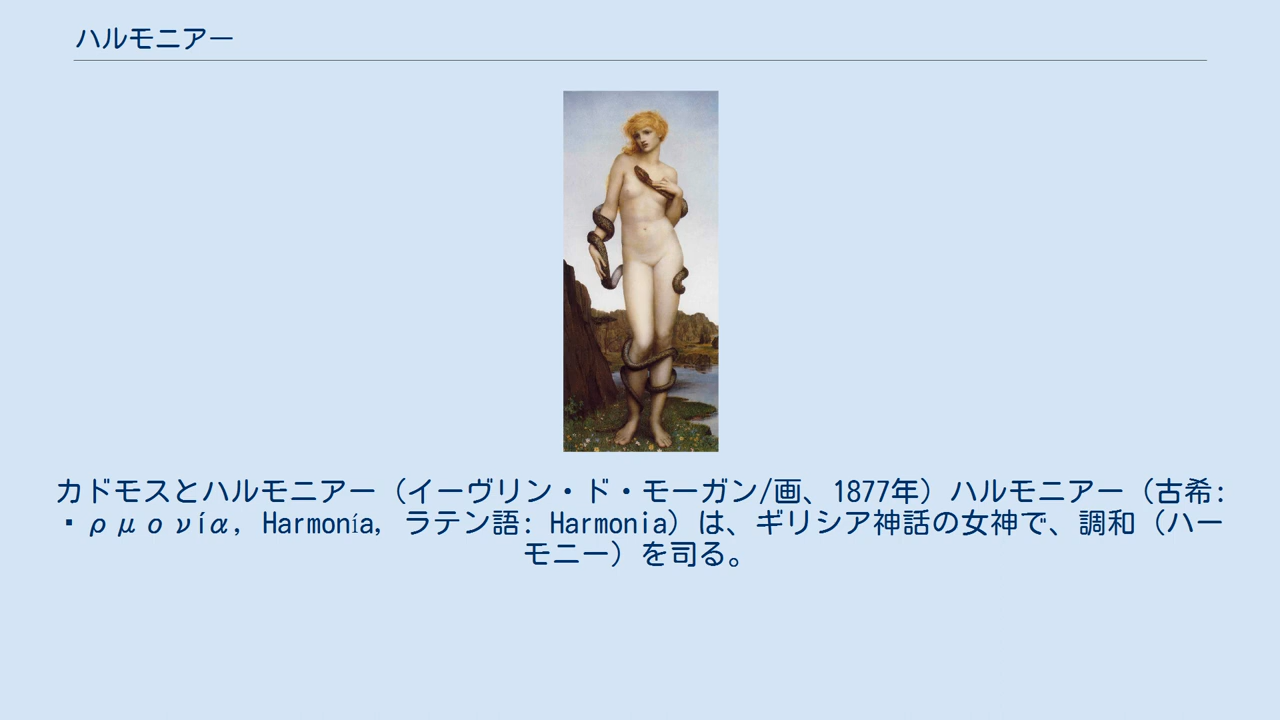 ハルモニアー
カドモスとハルモニアー（イーヴリン・ド・モーガン/画、1877年）ハルモニアー（古希:
▪ρμονία, Harmonía, ラテン語: Harmonia）は、ギリシア神話の女神で、調和（ハー
モニー）を司る。